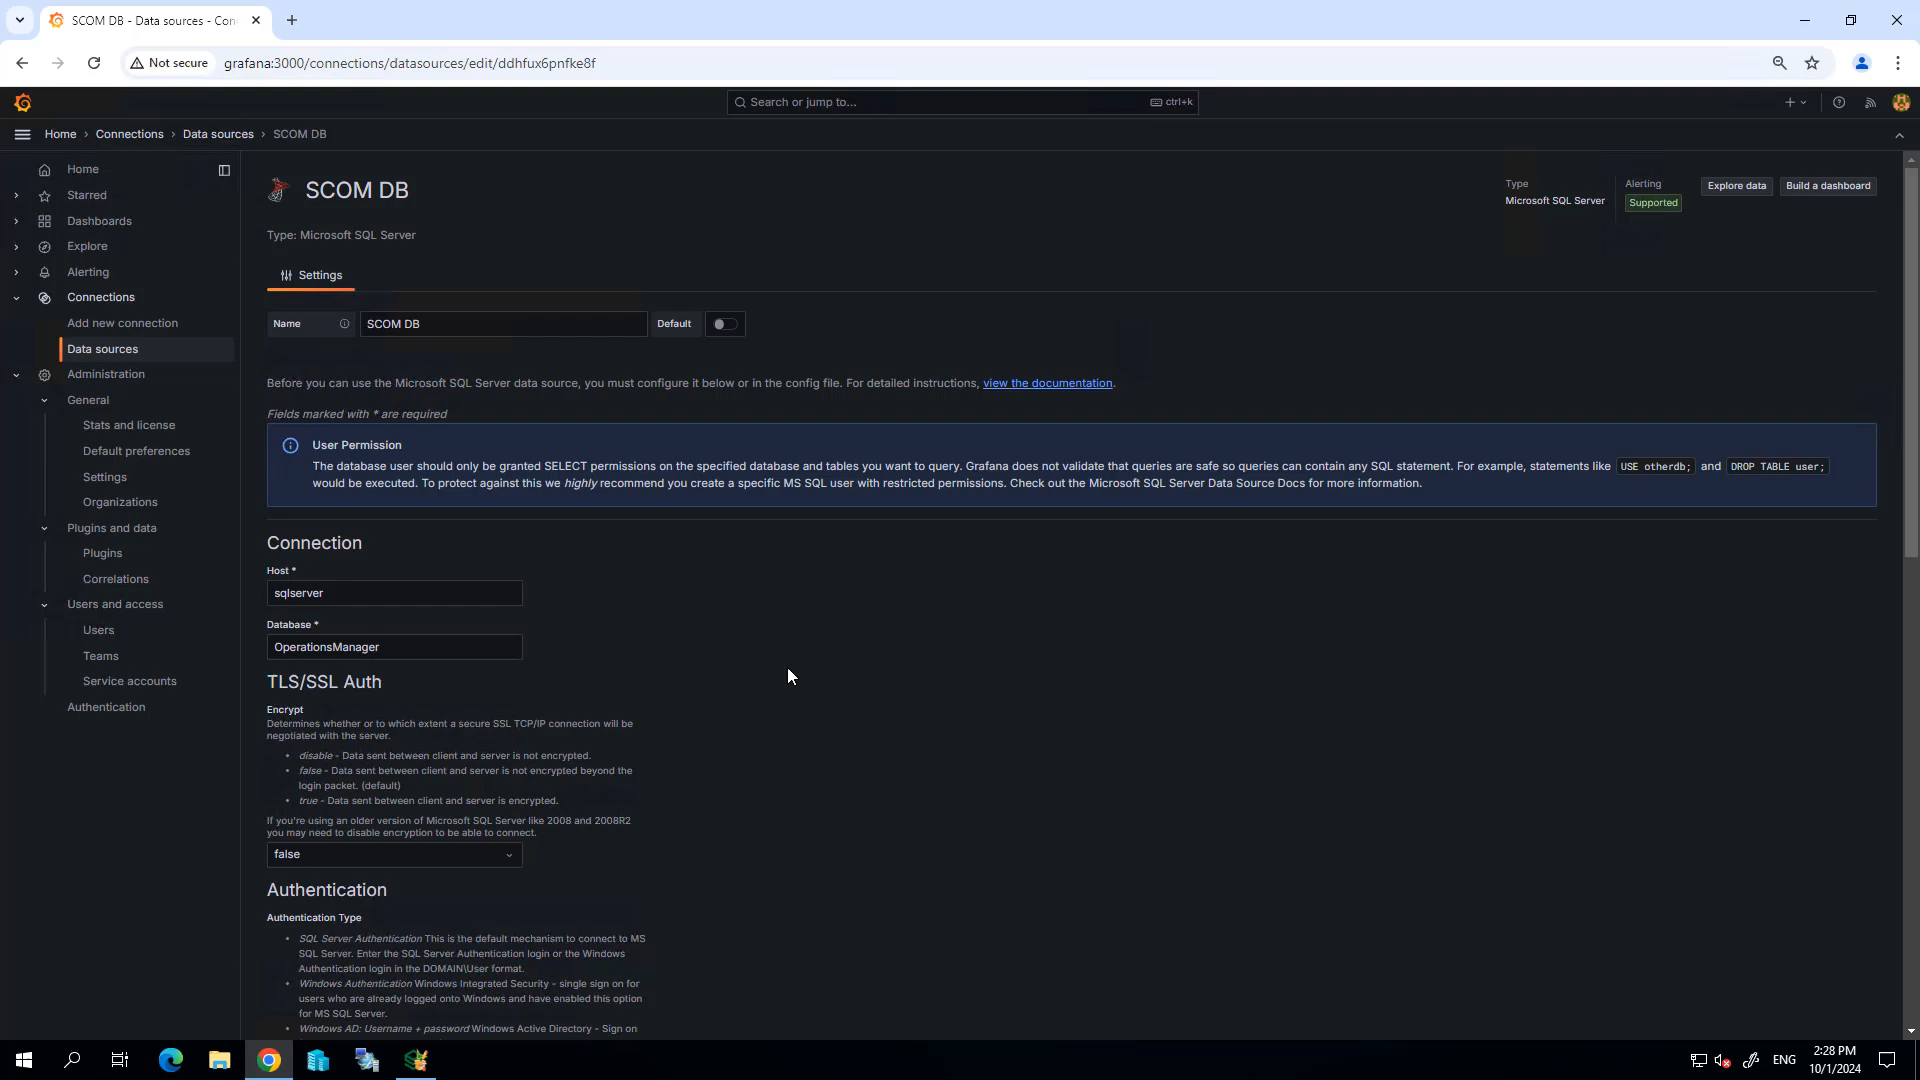 SCOM DB - Data sources - Con
Not secure
grafana:3000/connections/datasources/edit/ddhfux6pnfke8f
Search or jump to...
ctrl+k
Home › Connections › Data sources › SCOM DB
Home
Starred
Dashboards
Explore
Alerting
Connections
Add new connection
Data sources
Administration
General
Stats and license
Default preferences
Settings
Organizations
Plugins and data
Plugins
Correlations
Users and access
Users
Teams
Service accounts
Authentication
SCOM DB
Type: Microsoft SQL Server
Type
Microsoft SQL Server
Alerting
Supported
Explore data
Build a dashboard
Settings
Name
SCOM DB
Default
Before you can use the Microsoft SQL Server data source, you must configure it below or in the config file. For detailed instructions, view the documentation.
Fields marked with * are required
User Permission
The database user should only be granted SELECT permissions on the specified database and tables you want to query. Grafana does not validate that queries are safe so queries can contain any SQL statement. For example, statements like USE otherdb; and DROP TABLE user;
would be executed. To protect against this we highly recommend you create a specific MS SQL user with restricted permissions. Check out the Microsoft SQL Server Data Source Docs for more information.
Connection
Host *
sqlserver
Database *
OperationsManager
TLS/SSL Auth
Encrypt
Determines whether or to which extent a secure SSL TCP/IP connection will be
negotiated with the server.
• disable - Data sent between client and server is not encrypted.
• false - Data sent between client and server is not encrypted beyond the
login packet. (default)
• true - Data sent between client and server is encrypted.
If you're using an older version of Microsoft SQL Server like 2008 and 2008R2
you may need to disable encryption to be able to connect.
false
Authentication
Authentication Type
• SQL Server Authentication This is the default mechanism to connect to MS
SQL Server. Enter the SQL Server Authentication login or the Windows
Authentication login in the DOMAIN\User format.
• Windows Authentication Windows Integrated Security - single sign on for
users who are already logged onto Windows and have enabled this option
for MS SQL Server.
• Windows AD: Username + password Windows Active Directory - Sign on
ENG
2:28 PM
10/1/2024